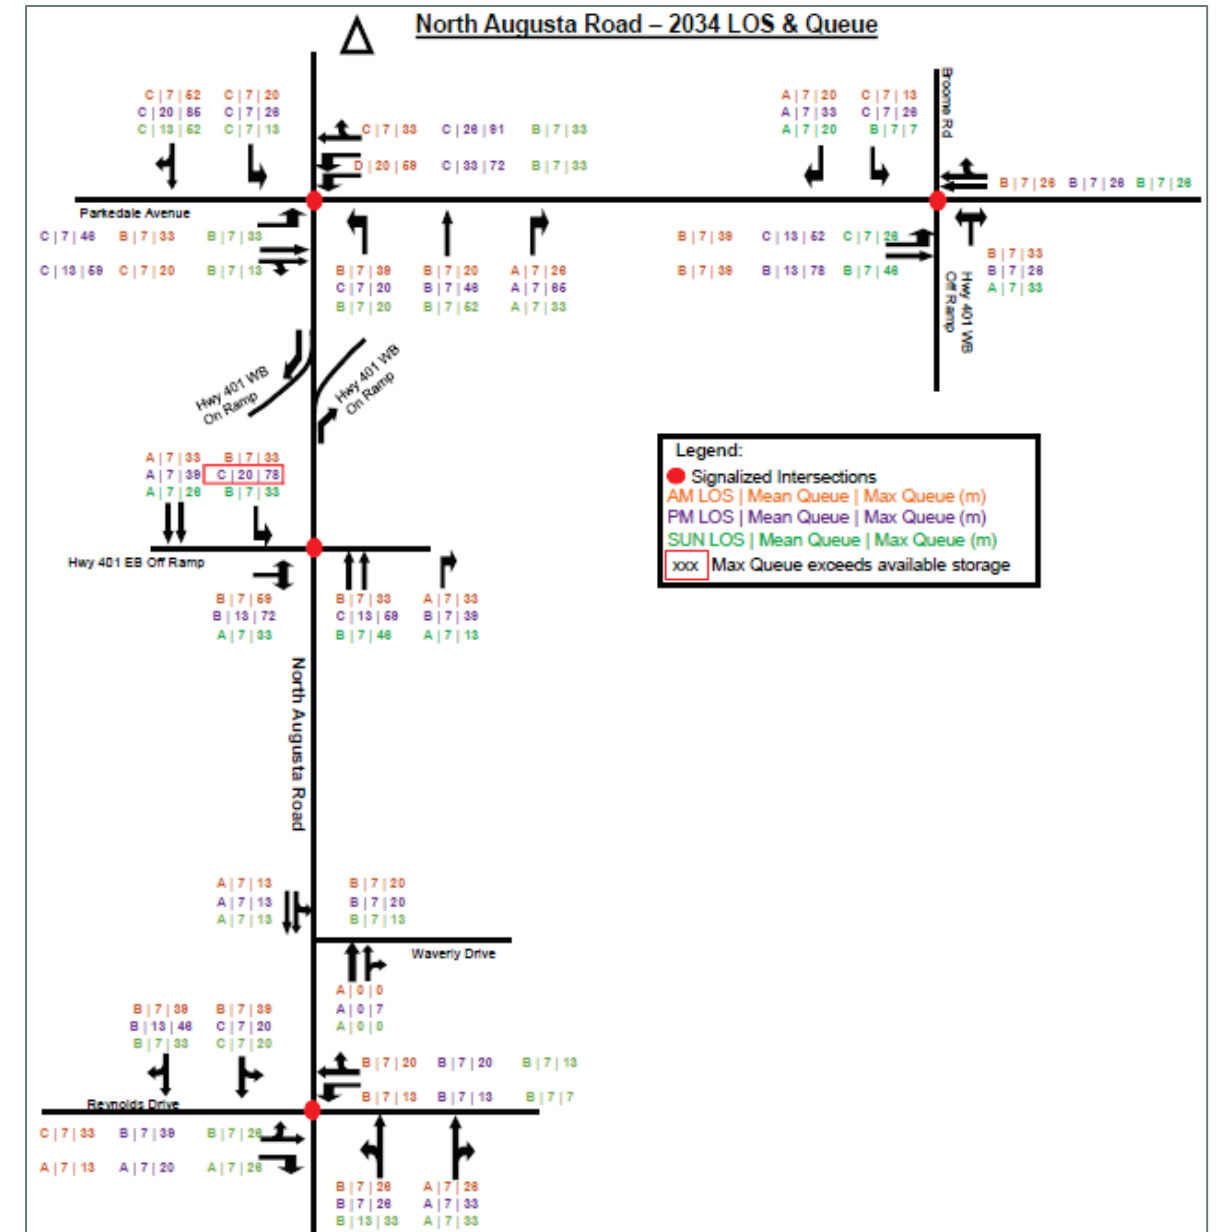 North Augusta Road – 2034 LOS & Queue
C | 7 | 52 C | 7 | 20
C | 20 | 85 C | 7 | 26
C | 13 | 52 C | 7 | 13
C | 7 | 33 C | 26 | 91 B | 7 | 33
D | 20 | 59 C | 33 | 72 B | 7 | 33
A | 7 | 20 C | 7 | 13
A | 7 | 33 C | 7 | 26
A | 7 | 20 B | 7 | 7
Broome Rd
B | 7 | 26 B | 7 | 26 B | 7 | 26
Parkedale Avenue
C | 7 | 46 B | 7 | 33 B | 7 | 33
C | 13 | 59 C | 7 | 20 B | 7 | 13
B | 7 | 39 B | 7 | 20 A | 7 | 26
C | 7 | 20 B | 7 | 46 A | 7 | 65
B | 7 | 20 B | 7 | 52 A | 7 | 33
B | 7 | 39 C | 13 | 52 C | 7 | 26
B | 7 | 39 B | 13 | 78 B | 7 | 46
B | 7 | 33
B | 7 | 26
A | 7 | 33
Hwy 401 WB
Off Ramp
Hwy 401 WB
On Ramp
Hwy 401 WB
On Ramp
A | 7 | 33 B | 7 | 33
A | 7 | 39 C | 20 | 78
A | 7 | 26 B | 7 | 33
Legend:
Signalized Intersections
AM LOS | Mean Queue | Max Queue (m)
PM LOS | Mean Queue | Max Queue (m)
SUN LOS | Mean Queue | Max Queue (m)
xxx Max Queue exceeds available storage
Hwy 401 EB Off Ramp
B | 7 | 59
B | 13 | 72
A | 7 | 33
B | 7 | 33 A | 7 | 33
C | 13 | 59 B | 7 | 39
B | 7 | 46 A | 7 | 13
North Augusta Road
A | 7 | 13 B | 7 | 20
A | 7 | 13 B | 7 | 20
A | 7 | 13 B | 7 | 13
Waverly Drive
A | 0 | 0
A | 0 | 7
A | 0 | 0
B | 7 | 39 B | 7 | 39
B | 13 | 46 C | 7 | 20
B | 7 | 33 C | 7 | 20
B | 7 | 20 B | 7 | 20 B | 7 | 13
B | 7 | 13 B | 7 | 13 B | 7 | 7
Reynolds Drive
C | 7 | 33 B | 7 | 39 B | 7 | 26
A | 7 | 13 A | 7 | 20 A | 7 | 26
B | 7 | 26 A | 7 | 26
B | 7 | 26 A | 7 | 33
B | 13 | 33 A | 7 | 33